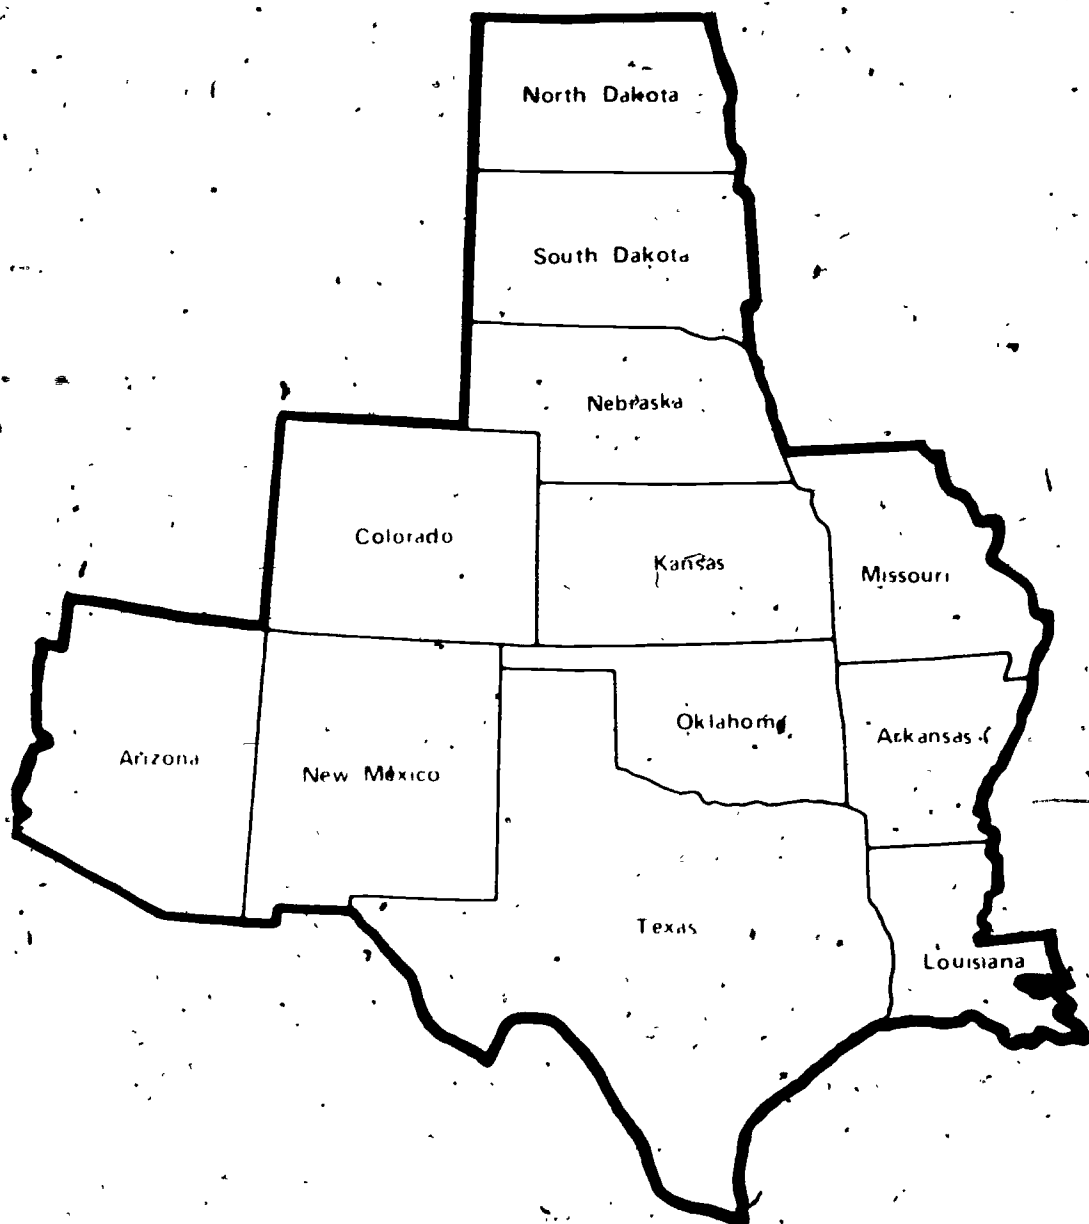 North Dakota
South Dakota
Nebraska
Colorado
Kansas
Missouri
Oklahoma
Arkansas
Arizona
New Mexico
Texas
Louisiana